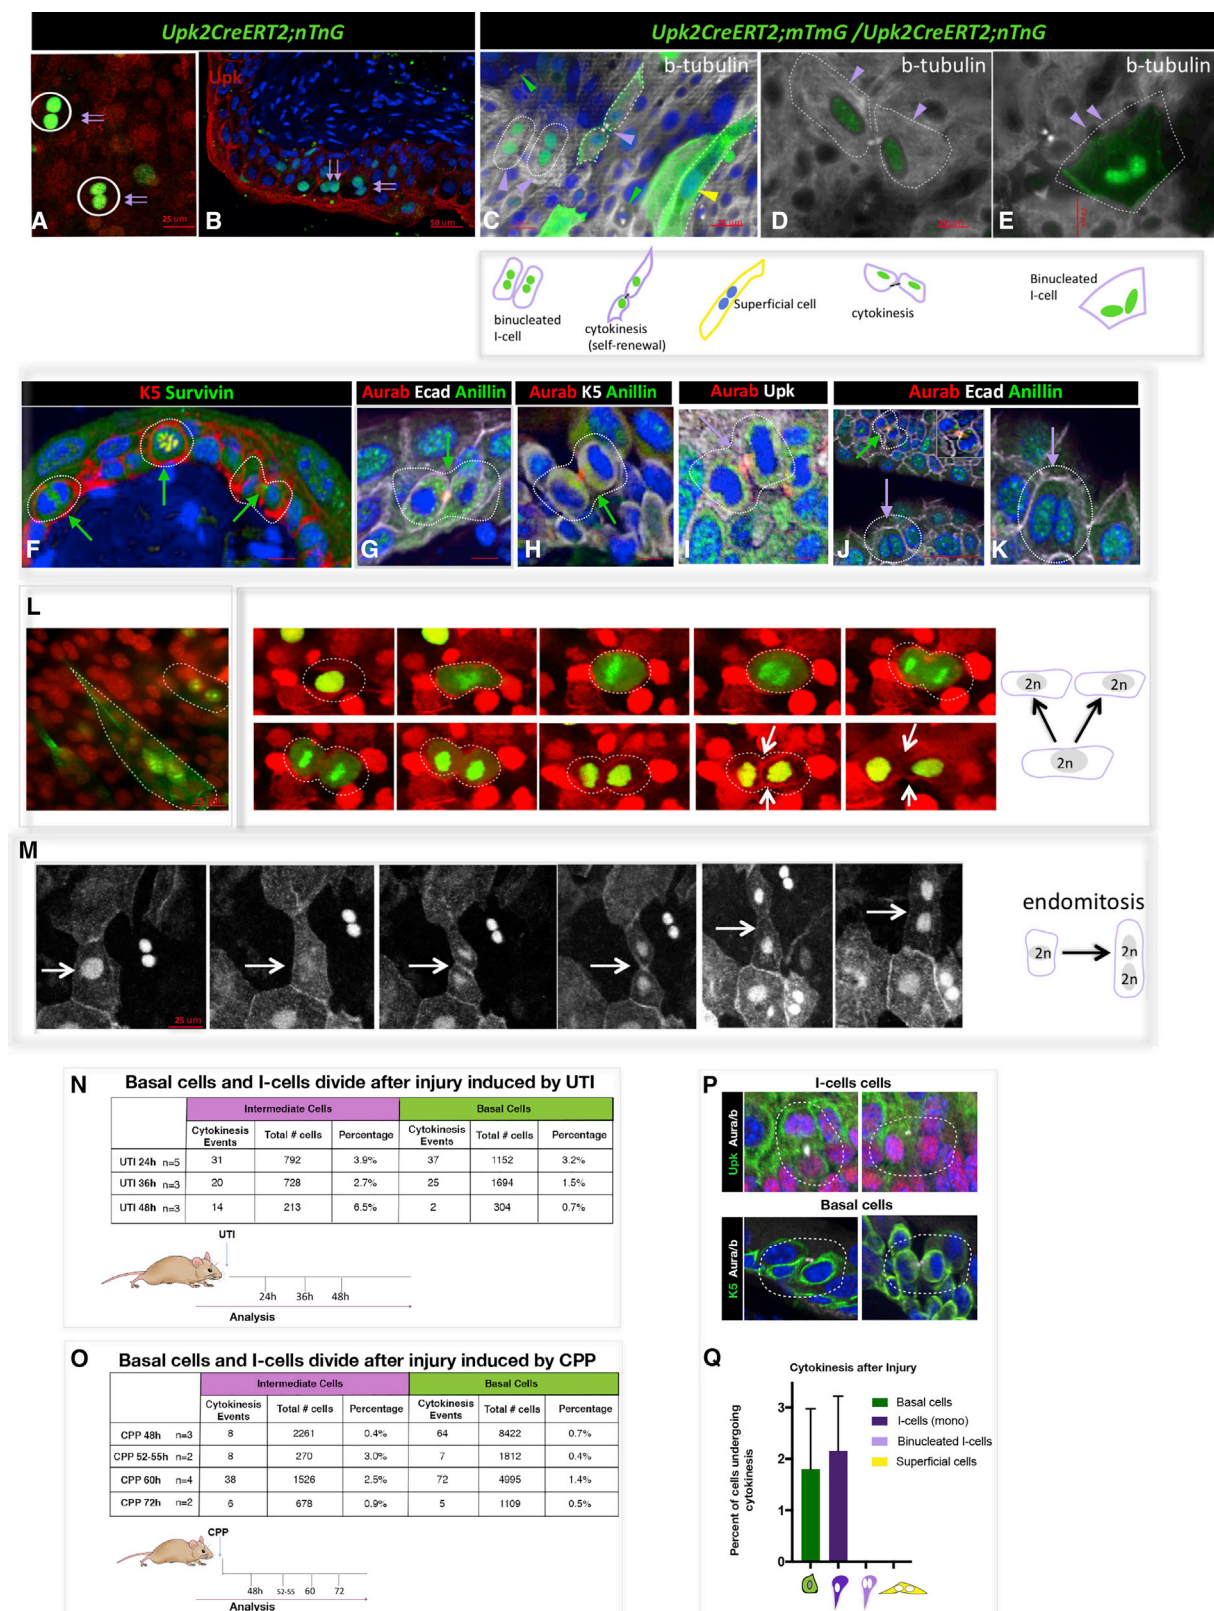 Upk2CreERT2;nTnG
Upk2CreERT2;mTmG /Upk2CreERT2;nTnG
A
25 um
Upk
B
50 um
b-tubulin
C
b-tubulin
D
b-tubulin
E
binucleated
I-cell
cytokinesis
(self-renewal)
Superficial cell
cytokinesis
Binucleated
I-cell
K5 Survivin
Aurab Ecad Anillin
Aurab K5 Anillin
Aurab Upk
Aurab Ecad Anillin
F
G
H
I
J
K
L
2n
2n
2n
M
25 um
endomitosis
2n
2n
2n
N
Basal cells and I-cells divide after injury induced by UTI
Intermediate Cells Basal Cells
Cytokinesis Events Total # cells Percentage Cytokinesis Events Total # cells Percentage
UTI 24h n=5 31 792 3.9% 37 1152 3.2%
UTI 36h n=3 20 728 2.7% 25 1694 1.5%
UTI 48h n=3 14 213 6.5% 2 304 0.7%
UTI
24h 36h 48h
Analysis
O
Basal cells and I-cells divide after injury induced by CPP
Intermediate Cells Basal Cells
Cytokinesis Events Total # cells Percentage Cytokinesis Events Total # cells Percentage
CPP 48h n=3 8 2261 0.4% 64 8422 0.7%
CPP 52-55h n=2 8 270 3.0% 7 1812 0.4%
CPP 60h n=4 38 1526 2.5% 72 4995 1.4%
CPP 72h n=2 6 678 0.9% 5 1109 0.5%
CPP
48h 52-55 60 72
Analysis
P
I-cells cells
Upk Aura/b
Basal cells
K5 Aura/b
Q
Cytokinesis after Injury
Percent of cells undergoing
cytokinesis
3
2
1
0
Basal cells
I-cells (mono)
Binucleated I-cells
Superficial cells